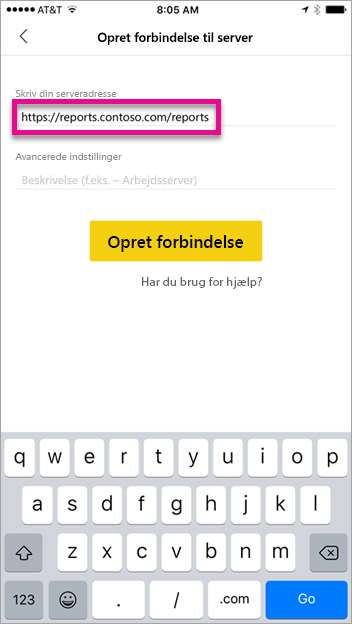 AT&T 8:05 AM
Opret forbindelse til server
Skriv din serveradresse
https://reports.contoso.com/reports
Avancerede indstillinger
Beskrivelse (f.eks. – Arbejdsserver)
Opret forbindelse
Har du brug for hjælp?
q w e r t y u i o p
a s d f g h j k l
z x c v b n m
123 . / .com Go